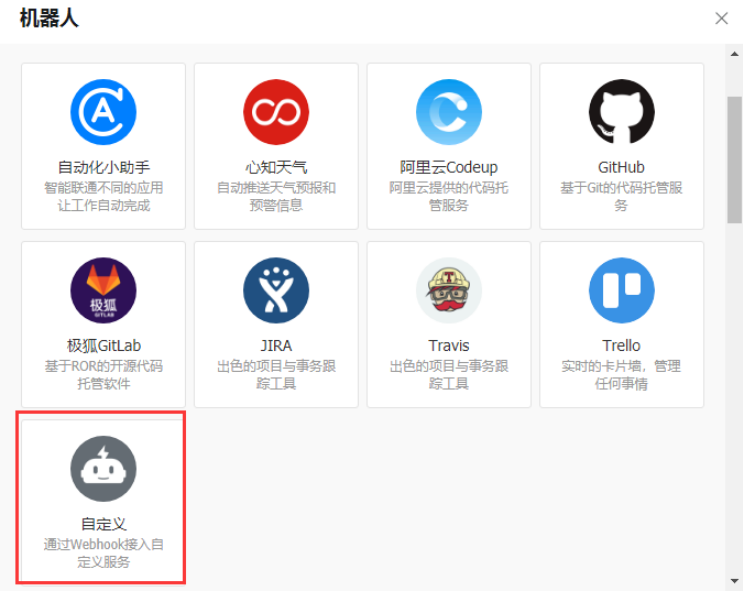 机器人
自动化小助手
智能联通不同的应用
让工作自动完成
心知天气
自动推送天气预报和
预警信息
阿里云Codeup
阿里云提供的代码托
管服务
GitHub
基于Git的代码托管服
务
极狐
GITLAB
极狐GitLab
基于ROR的开源代码
托管软件
JIRA
出色的项目与事务跟
踪工具
Travis
出色的项目与事务跟
踪工具
Trello
实时的卡片墙，管理
任何事情
自定义
通过Webhook接入自
定义服务